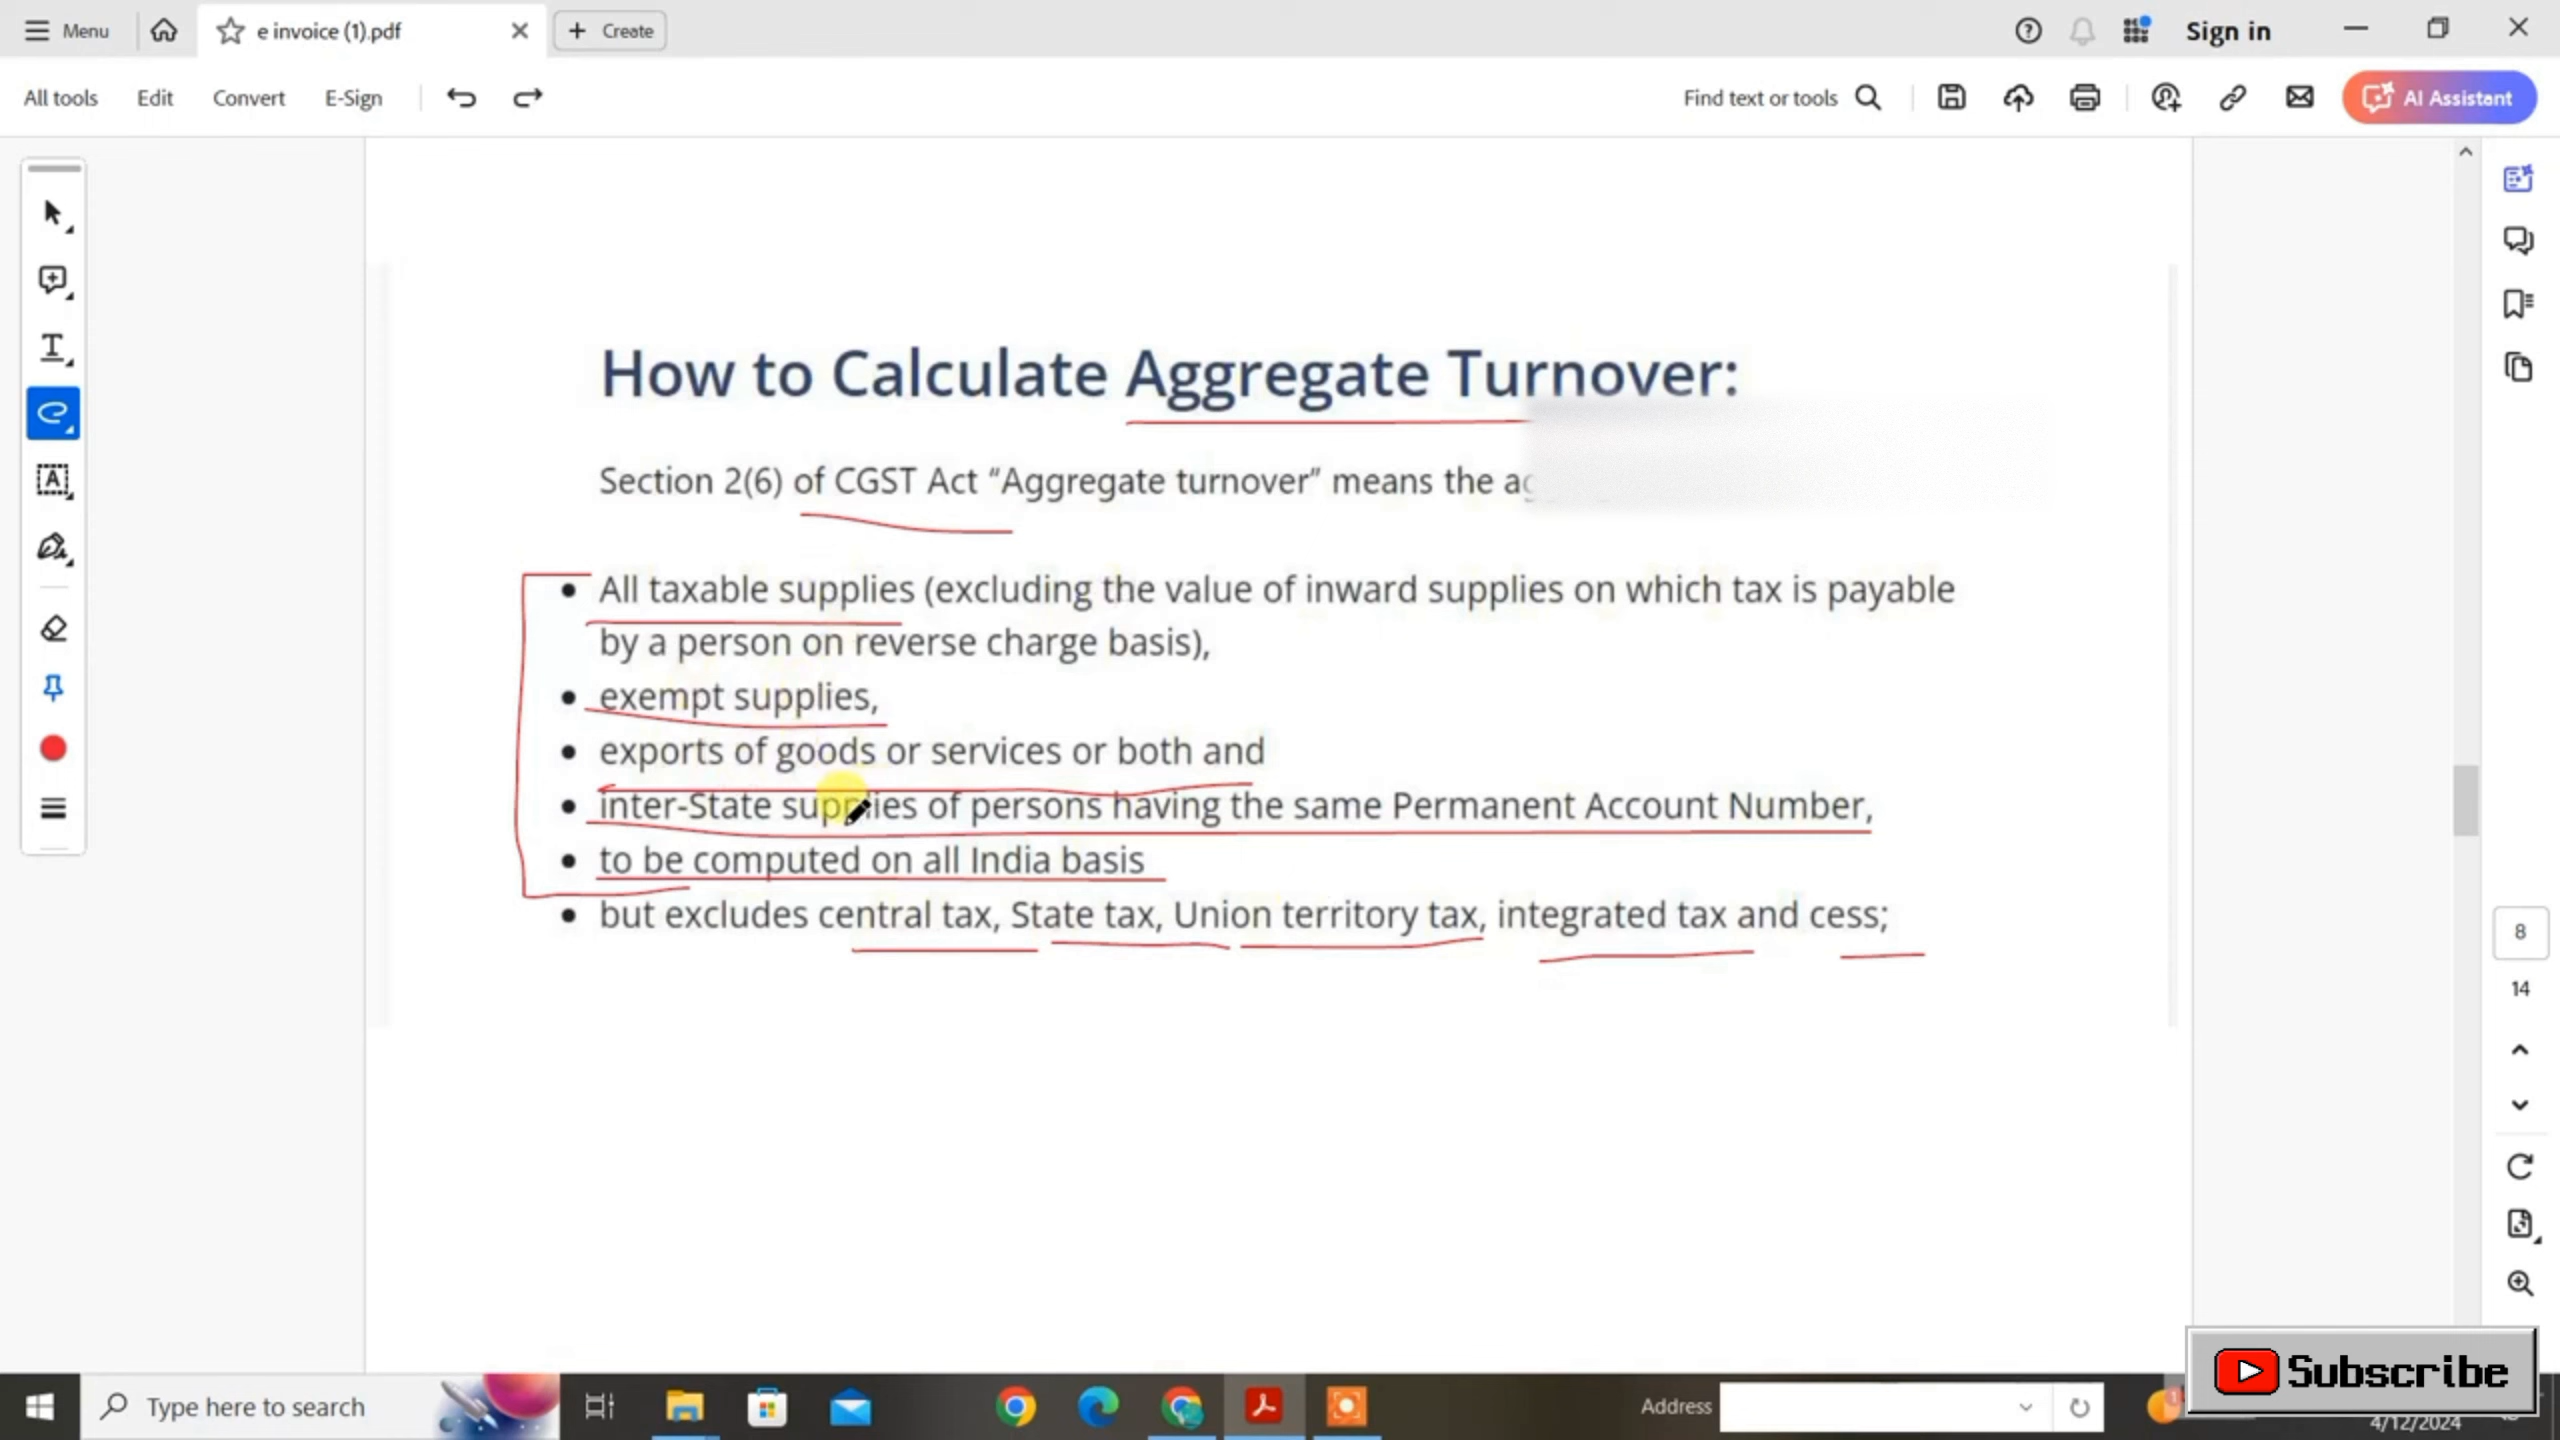 Menu
e invoice (1).pdf
Create
Sign in
All tools
Edit
Convert
E-Sign
Find text or tools
AI Assistant
How to Calculate Aggregate Turnover:
Section 2(6) of CGST Act “Aggregate turnover” means the
• All taxable supplies (excluding the value of inward supplies on which tax is payable
by a person on reverse charge basis),
• exempt supplies,
• exports of goods or services or both and
• inter-State supplies of persons having the same Permanent Account Number,
• to be computed on all India basis
• but excludes central tax, State tax, Union territory tax, integrated tax and cess;
8
14
Subscribe
Type here to search
Address
4/12/2024